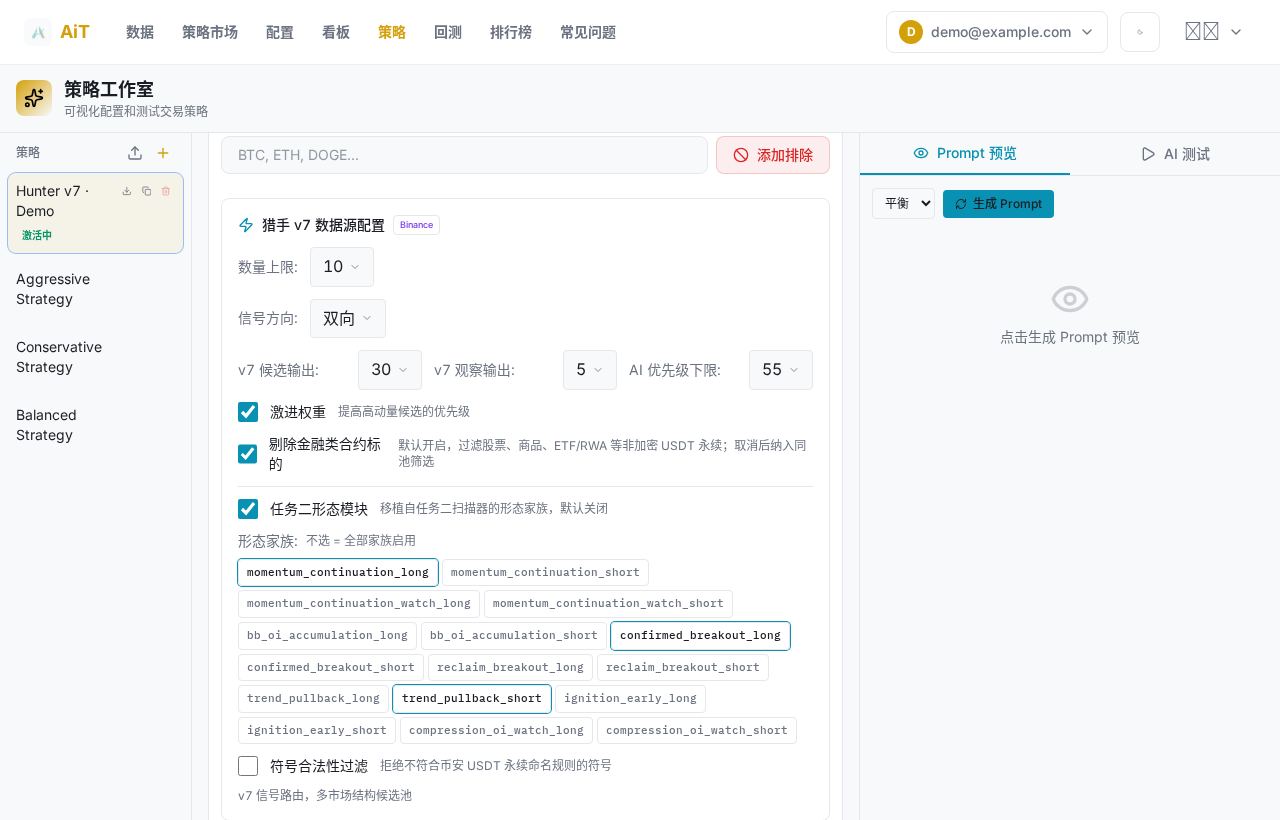 AiT
数据
策略市场
配置
看板
策略
回测
排行榜
常见问题
D
demo@example.com
策略工作室
可视化配置和测试交易策略
策略
Hunter v7 ·
Demo
激活中
Aggressive
Strategy
Conservative
Strategy
Balanced
Strategy
BTC, ETH, DOGE...
添加排除
猎手 v7 数据源配置
Binance
数量上限:
10
信号方向:
双向
v7 候选输出:
30
v7 观察输出:
5
AI 优先级下限:
55
激进权重
提高高动量候选的优先级
剔除金融类合约标
的
默认开启，过滤股票、商品、ETF/RWA 等非加密 USDT 永续；取消后纳入同
池筛选
任务二形态模块
移植自任务二扫描器的形态家族，默认关闭
形态家族:
不选 = 全部家族启用
momentum_continuation_long
momentum_continuation_short
momentum_continuation_watch_long
momentum_continuation_watch_short
bb_oi_accumulation_long
bb_oi_accumulation_short
confirmed_breakout_long
confirmed_breakout_short
reclaim_breakout_long
reclaim_breakout_short
trend_pullback_long
trend_pullback_short
ignition_early_long
ignition_early_short
compression_oi_watch_long
compression_oi_watch_short
符号合法性过滤
拒绝不符合币安 USDT 永续命名规则的符号
v7 信号路由，多市场结构候选池
Prompt 预览
AI 测试
平衡
生成 Prompt
点击生成 Prompt 预览